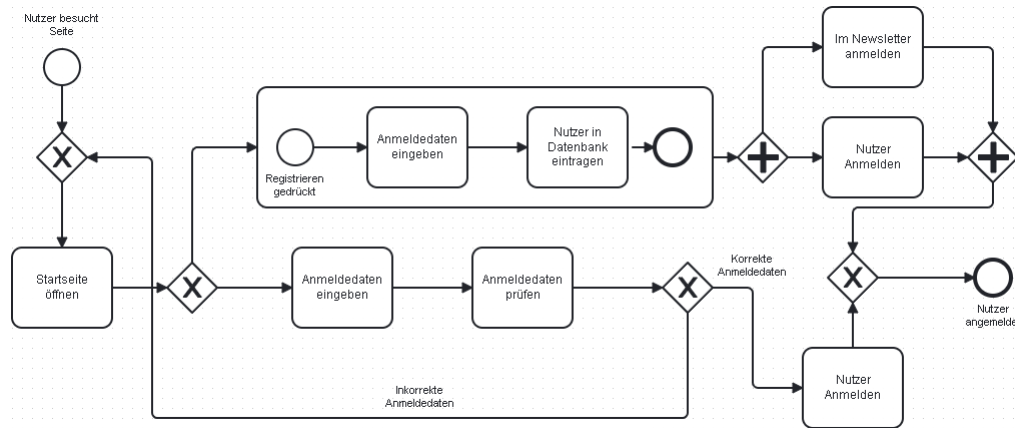 Nutzer besucht
Seite
Im Newsletter
anmelden
Anmeldedaten
eingeben
Nutzer in
Datenbank
eintragen
Registrieren
gedrückt
Nutzer
Anmelden
Startseite
öffnen
Anmeldedaten
eingeben
Anmeldedaten
prüfen
Korrekte
Anmeldedaten
Nutzer
angemelde
Inkorrekte
Anmeldedaten
Nutzer
Anmelden